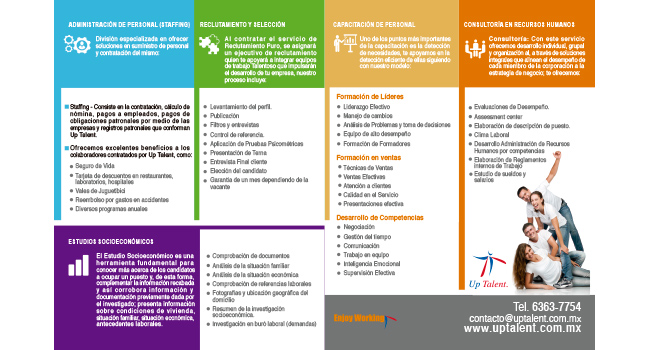 ADMINISTRACIÓN DE PERSONAL (STAFFING)
División especializada en ofrecer
soluciones en suministro de personal
y contratación del mismo:
Staffing - Consiste en la contratación, cálculo de
nómina, pagos a empleados, pagos de
obligaciones patronales por medio de las
empresas y registros patronales que conforman
Up Talent.
Ofrecemos excelentes beneficios a los
colaboradores contratados por Up Talent, como:
Seguro de Vida
Tarjeta de descuentos en restaurantes,
laboratorios, hospitales
Vales de Juguetibici
Reembolso por gastos en accidentes
Diversos programas anuales
RECLUTAMIENTO Y SELECCIÓN
Al contratar el servicio de
Reclutamiento Puro, se asignará
un ejecutivo de reclutamiento
quien te apoyará a integrar equipos
de trabajo Talentoso que impulsarán
el desarrollo de tu empresa, nuestro
proceso incluye:
Levantamiento del perfil.
Publicación
Filtros y entrevistas
Control de referencia.
Aplicación de Pruebas Psicométricas
Presentación de Terna
Entrevista Final cliente
Elección del candidato
Garantía de un mes dependiendo de la
vacante
CAPACITACIÓN DE PERSONAL
Uno de los puntos más importantes
de la capacitación es la detección
de necesidades, te apoyamos en la
detección eficiente de ellas siguiendo
con nuestro modelo:
Formación de Líderes
Liderazgo Efectivo
Manejo de cambios
Análisis de Problemas y toma de decisiones
Equipo de alto desempeño
Formación de Formadores
Formación en ventas
Técnicas de Ventas
Ventas Efectivas
Atención a clientes
Calidad en el Servicio
Presentaciones efectiva
Desarrollo de Competencias
Negociación
Gestión del tiempo
Comunicación
Trabajo en equipo
Inteligencia Emocional
Supervisión Efectiva
CONSULTORÍA EN RECURSOS HUMANOS
Consultoría: Con este servicio
ofrecemos desarrollo individual, grupal
y organización al, a través de soluciones
integrales que alineen el desempeño de
cada miembro de la corporación a la
estrategia de negocio; te ofrecemos:
Evaluaciones de Desempeño.
Assessment center
Elaboración de descripción de puesto.
Clima Laboral
Desarrollo Administración de Recursos
Humanos por competencias
Elaboración de Reglamentos
internos de Trabajo
Estudio de sueldos y
salarios
ESTUDIOS SOCIOECONÓMICOS
El Estudio Socioeconómico es una
herramienta fundamental para
conocer más acerca de los candidatos
a ocupar un puesto y, de esta forma,
complementar la información recabada
y así corrobora información y
documentación previamente dada por
el investigado; presenta información
sobre condiciones de vivienda,
situación familiar, situación económica,
antecedentes laborales.
Comprobación de documentos
Análisis de la situación familiar
Análisis de la situación económica
Comprobación de referencias laborales
Fotografías y ubicación geográfica del
domicilio
Resumen de la investigación
socioeconómica.
Investigación en buró laboral (demandas)
Up Talent.
Enjoy Working
Tel. 6363-7754
contacto@uptalent.com.mx
www.uptalent.com.mx